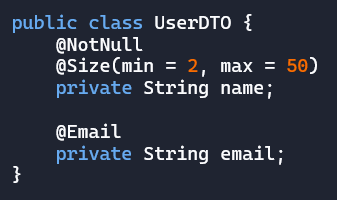 public class UserDTO {
    @NotNull
    @Size(min = 2, max = 50)
    private String name;

    @Email
    private String email;
}